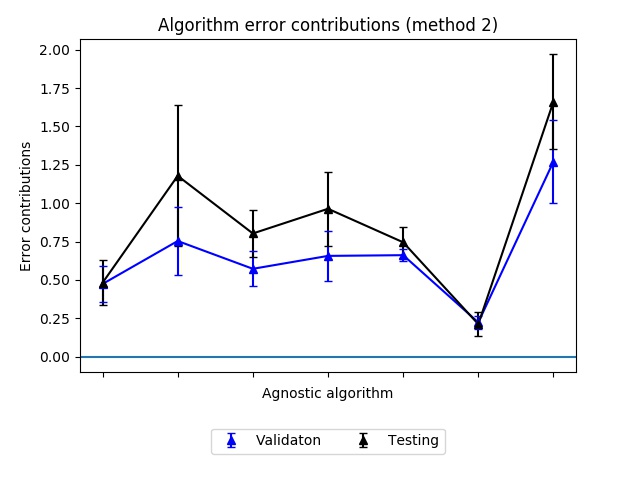 Algorithm error contributions (method 2)
2.00
1.75
1.50
1.25
1.00
0.75
0.50
0.25
0.00
Error contributions
Agnostic algorithm
Validaton
Testing